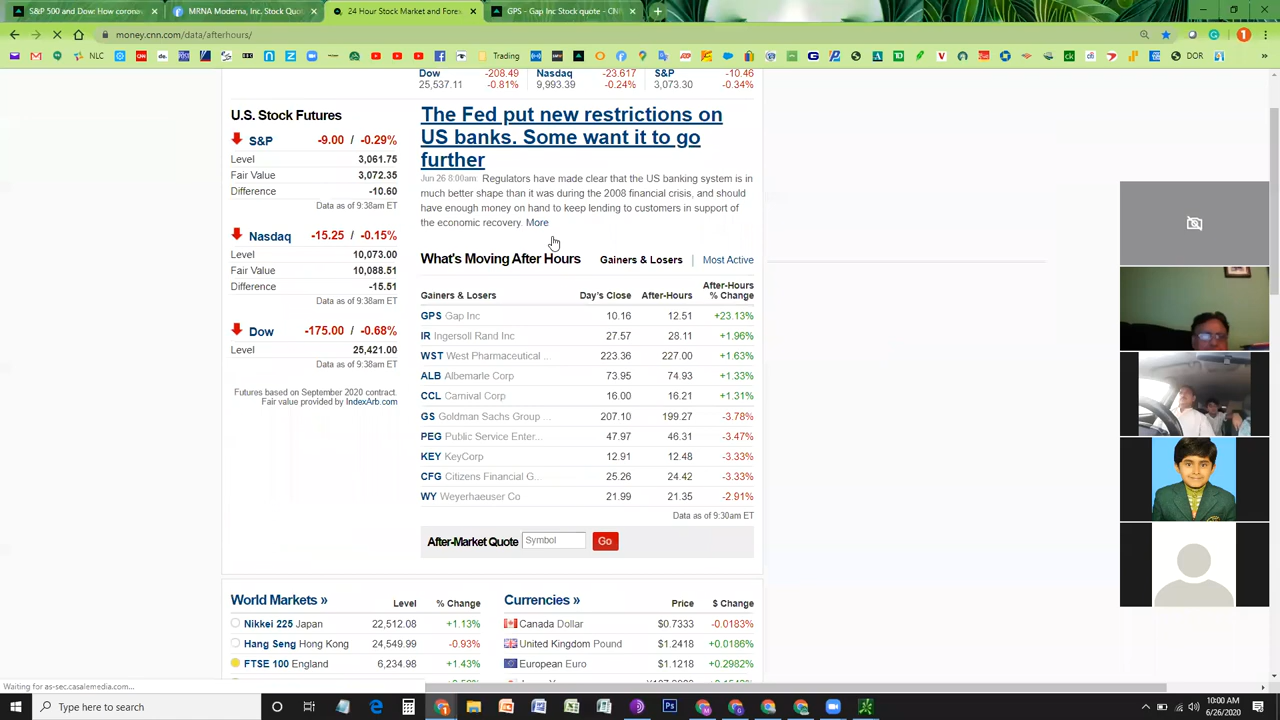 S&P 500 and Dow: How corona
MRNA Moderna, Inc. Stock Quot
24 Hour Stock Market and Fore
GPS - Gap Inc Stock quote - CNN
money.cnn.com/data/afterhours/
NLC
Trading
DOR
Dow -208.49 Nasdaq -23.617 S&P -10.46
25,537.11 -0.81% 9,993.39 -0.24% 3,073.30 -0.34%
U.S. Stock Futures
S&P -9.00 / -0.29%
Level 3,061.75
Fair Value 3,072.35
Difference -10.60
Data as of 9:38am ET
Nasdaq -15.25 / -0.15%
Level 10,073.00
Fair Value 10,088.51
Difference -15.51
Data as of 9:38am ET
Dow -175.00 / -0.68%
Level 25,421.00
Data as of 9:38am ET
Futures based on September 2020 contract.
Fair value provided by IndexArb.com
The Fed put new restrictions on
US banks. Some want it to go
further
Jun 26 8:00am: Regulators have made clear that the US banking system is in
much better shape than it was during the 2008 financial crisis, and should
have enough money on hand to keep lending to customers in support of
the economic recovery. More
What's Moving After Hours Gainers & Losers | Most Active
Gainers & Losers Day's Close After-Hours After-Hours % Change
GPS Gap Inc 10.16 12.51 +23.13%
IR Ingersoll Rand Inc 27.57 28.11 +1.96%
WST West Pharmaceutical ... 223.36 227.00 +1.63%
ALB Albemarle Corp 73.95 74.93 +1.33%
CCL Carnival Corp 16.00 16.21 +1.31%
GS Goldman Sachs Group ... 207.10 199.27 -3.78%
PEG Public Service Enter... 47.97 46.31 -3.47%
KEY KeyCorp 12.91 12.48 -3.33%
CFG Citizens Financial G... 25.26 24.42 -3.33%
WY Weyerhaeuser Co 21.99 21.35 -2.91%
Data as of 9:30am ET
After-Market Quote Symbol Go
World Markets » Level % Change
Nikkei 225 Japan 22,512.08 +1.13%
Hang Seng Hong Kong 24,549.99 -0.93%
FTSE 100 England 6,234.98 +1.43%
Currencies » Price $ Change
Canada Dollar $0.7333 -0.0183%
United Kingdom Pound $1.2418 +0.0186%
European Euro $1.1218 +0.2982%
Waiting for as-sec.casalemedia.com...
Type here to search
10:00 AM
6/26/2020